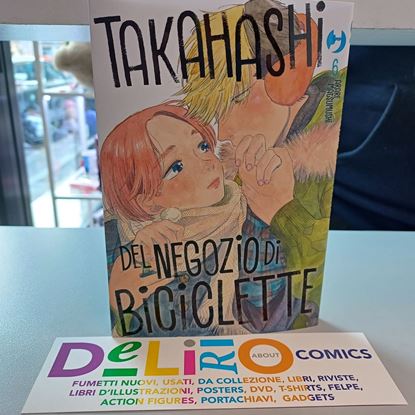 TAKAHASHi
DEL NEGOZIO Di
BiCiCLETTE
DeLiRiO ABOUT COMICS
FUMETTI NUOVI, USATI, DA COLLEZIONE, LIBRI, RIVISTE,
LIBRI D'ILLUSTRAZIONI, POSTERS, DVD, T-SHIRTS, FELPE,
ACTION FIGURES, PORTACHIAVI, GADGETS